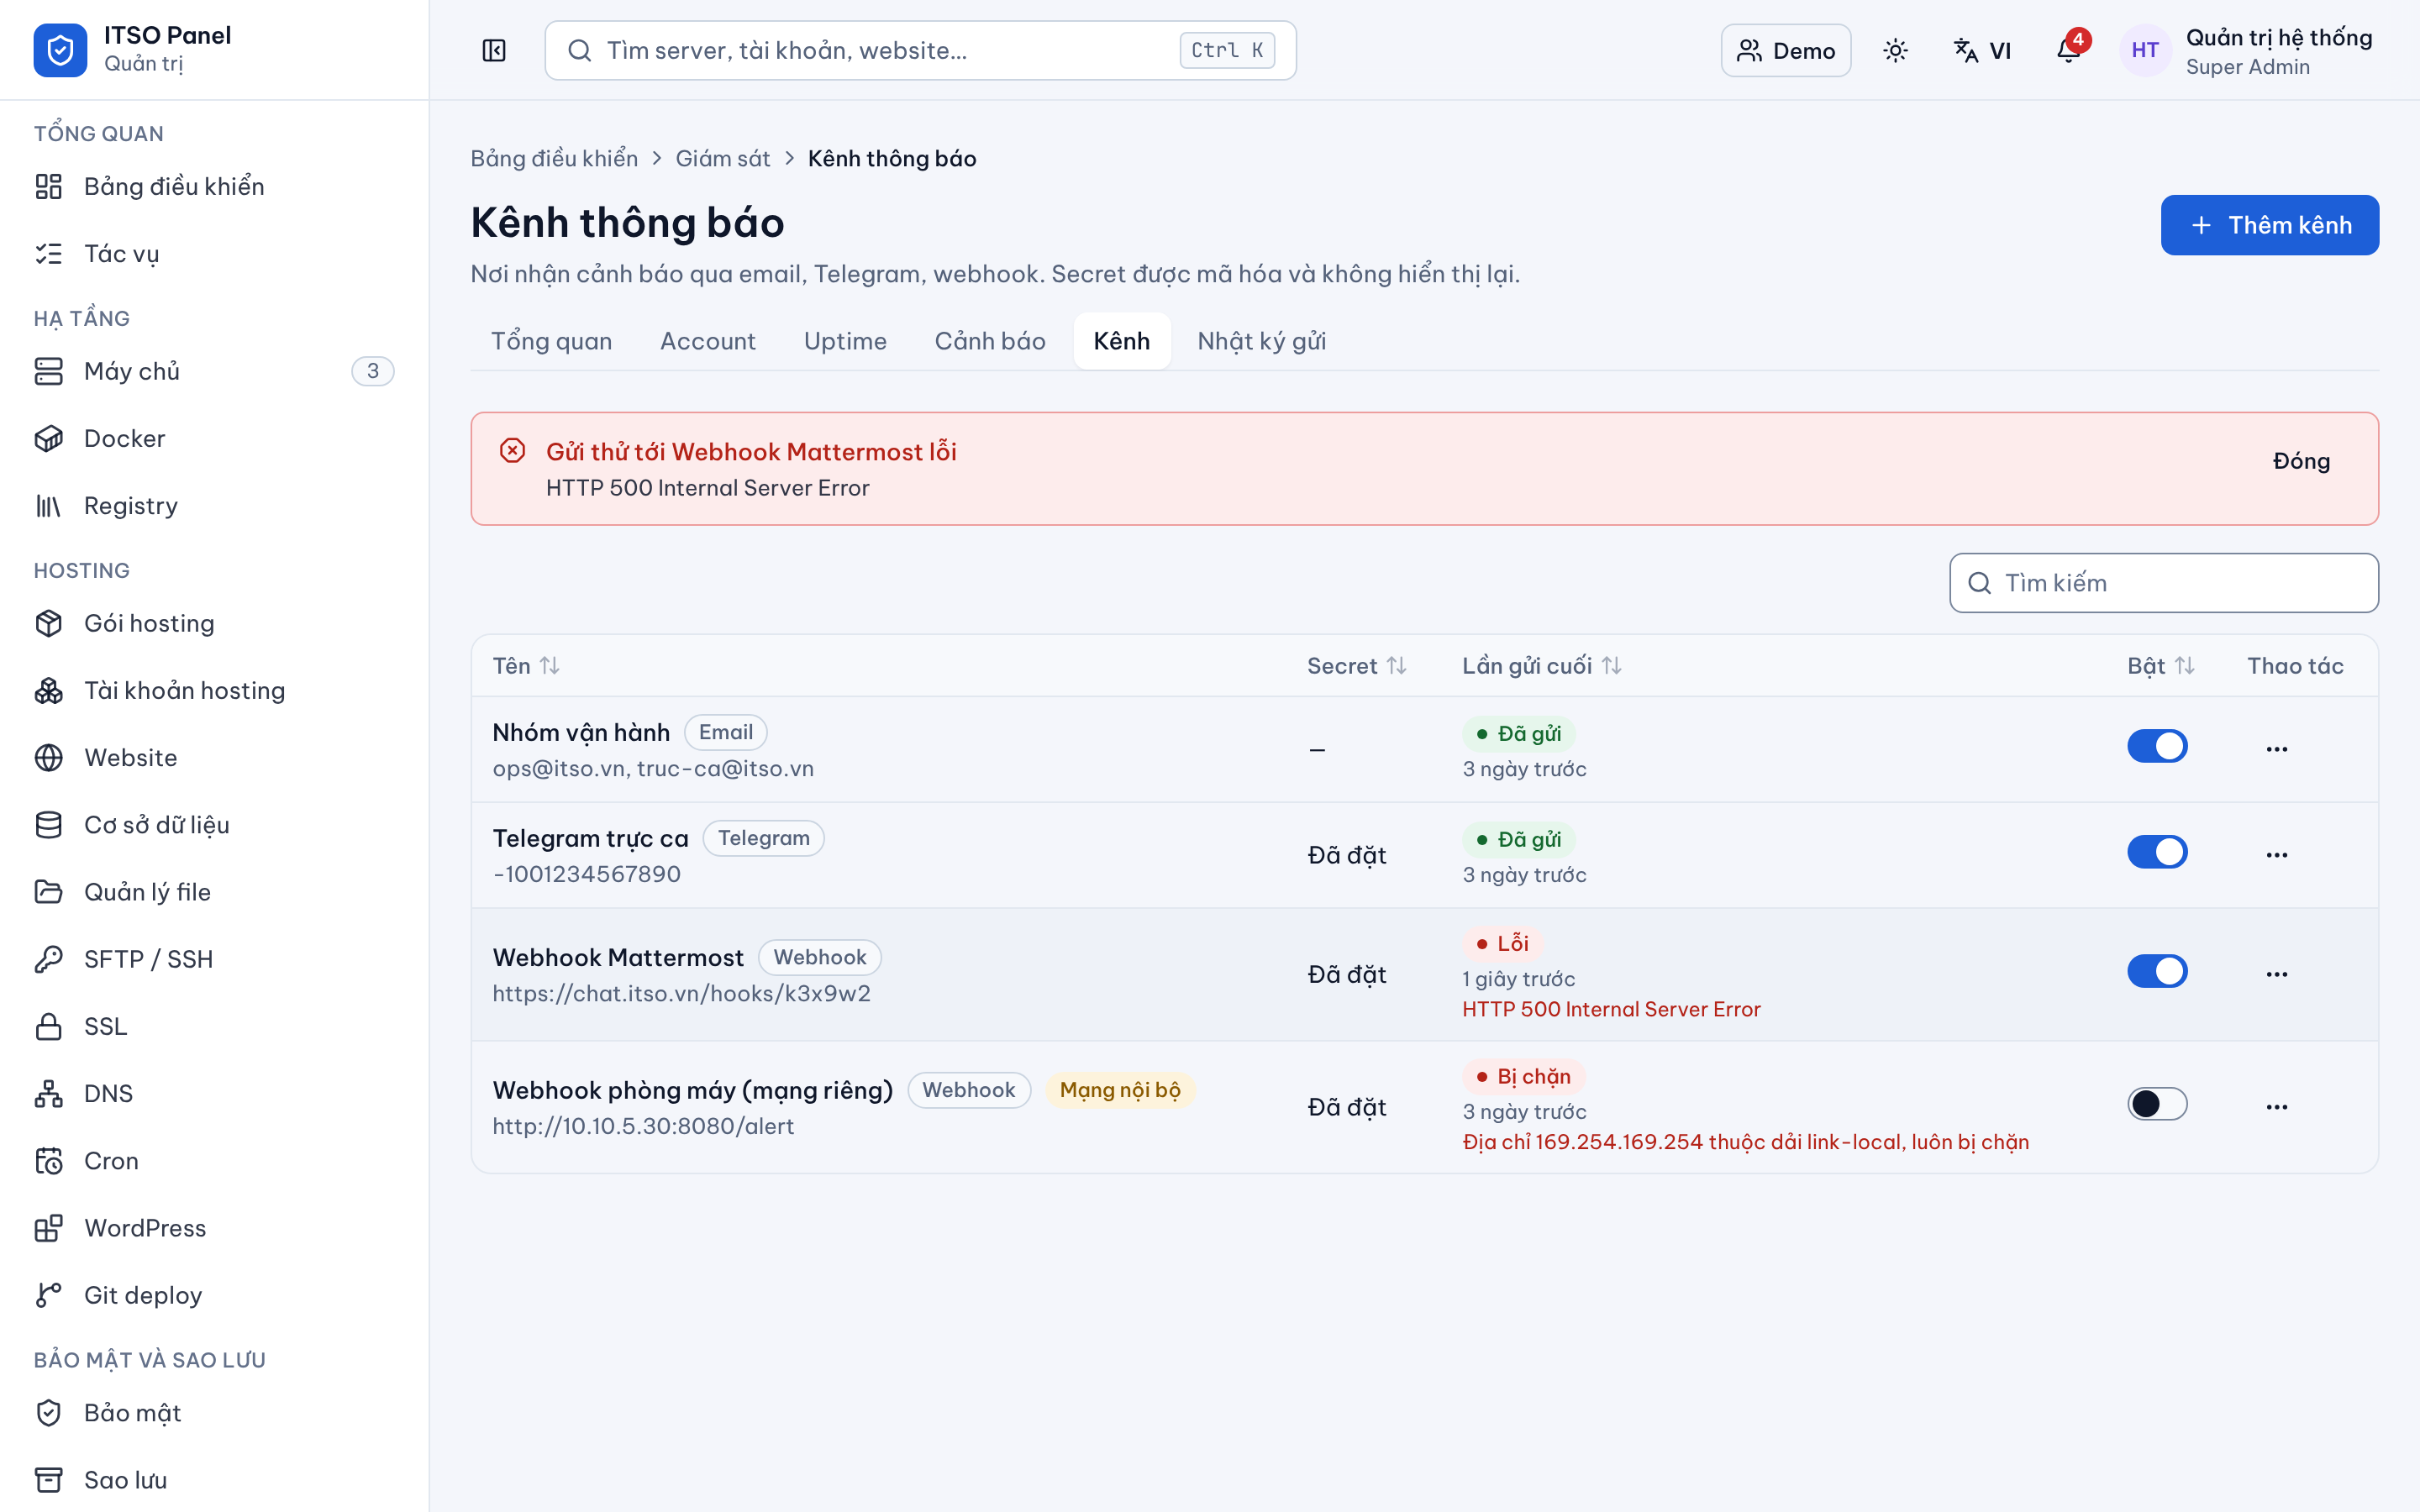 ITSO Panel
Quản trị
Tìm server, tài khoản, website...
Ctrl K
Demo
VI
4
HT
Quản trị hệ thống
Super Admin
TỔNG QUAN
Bảng điều khiển
Tác vụ
HẠ TẦNG
Máy chủ
3
Docker
Registry
HOSTING
Gói hosting
Tài khoản hosting
Website
Cơ sở dữ liệu
Quản lý file
SFTP / SSH
SSL
DNS
Cron
WordPress
Git deploy
BẢO MẬT VÀ SAO LƯU
Bảo mật
Sao lưu
Bảng điều khiển > Giám sát > Kênh thông báo
Kênh thông báo
Nơi nhận cảnh báo qua email, Telegram, webhook. Secret được mã hóa và không hiển thị lại.
+ Thêm kênh
Tổng quan Account Uptime Cảnh báo Kênh Nhật ký gửi
Gửi thử tới Webhook Mattermost lỗi
HTTP 500 Internal Server Error
Đóng
Tìm kiếm
Tên Secret Lần gửi cuối Bật Thao tác
Nhóm vận hành Email
ops@itso.vn, truc-ca@itso.vn
—
Đã gửi
3 ngày trước
Telegram trực ca Telegram
-1001234567890
Đã đặt
Đã gửi
3 ngày trước
Webhook Mattermost Webhook
https://chat.itso.vn/hooks/k3x9w2
Đã đặt
Lỗi
1 giây trước
HTTP 500 Internal Server Error
Webhook phòng máy (mạng riêng) Webhook Mạng nội bộ
http://10.10.5.30:8080/alert
Đã đặt
Bị chặn
3 ngày trước
Địa chỉ 169.254.169.254 thuộc dải link-local, luôn bị chặn